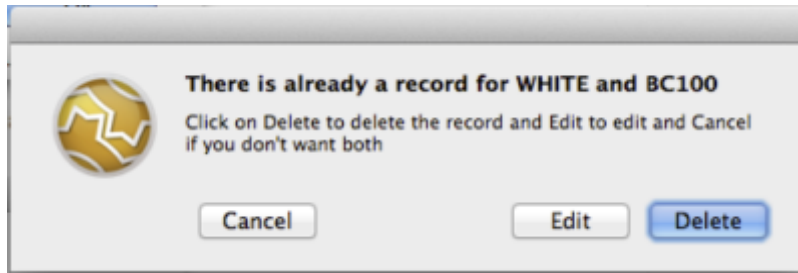 There is already a record for WHITE and BC100
Click on Delete to delete the record and Edit to edit and Cancel
if you don't want both
Cancel Edit Delete